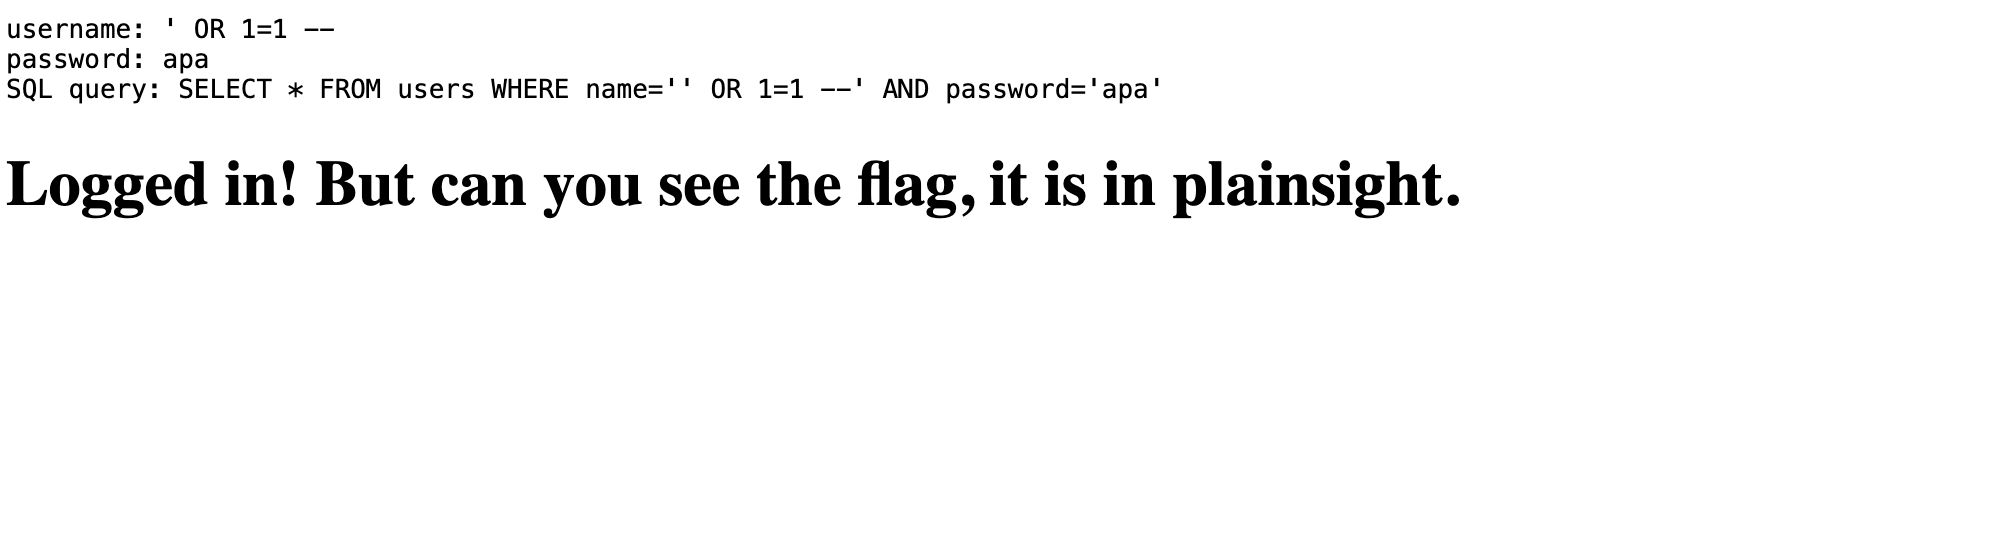 username: ' OR 1=1 --
password: apa
SQL query: SELECT * FROM users WHERE name='' OR 1=1 --' AND password='apa'
Logged in! But can you see the flag, it is in plainsight.